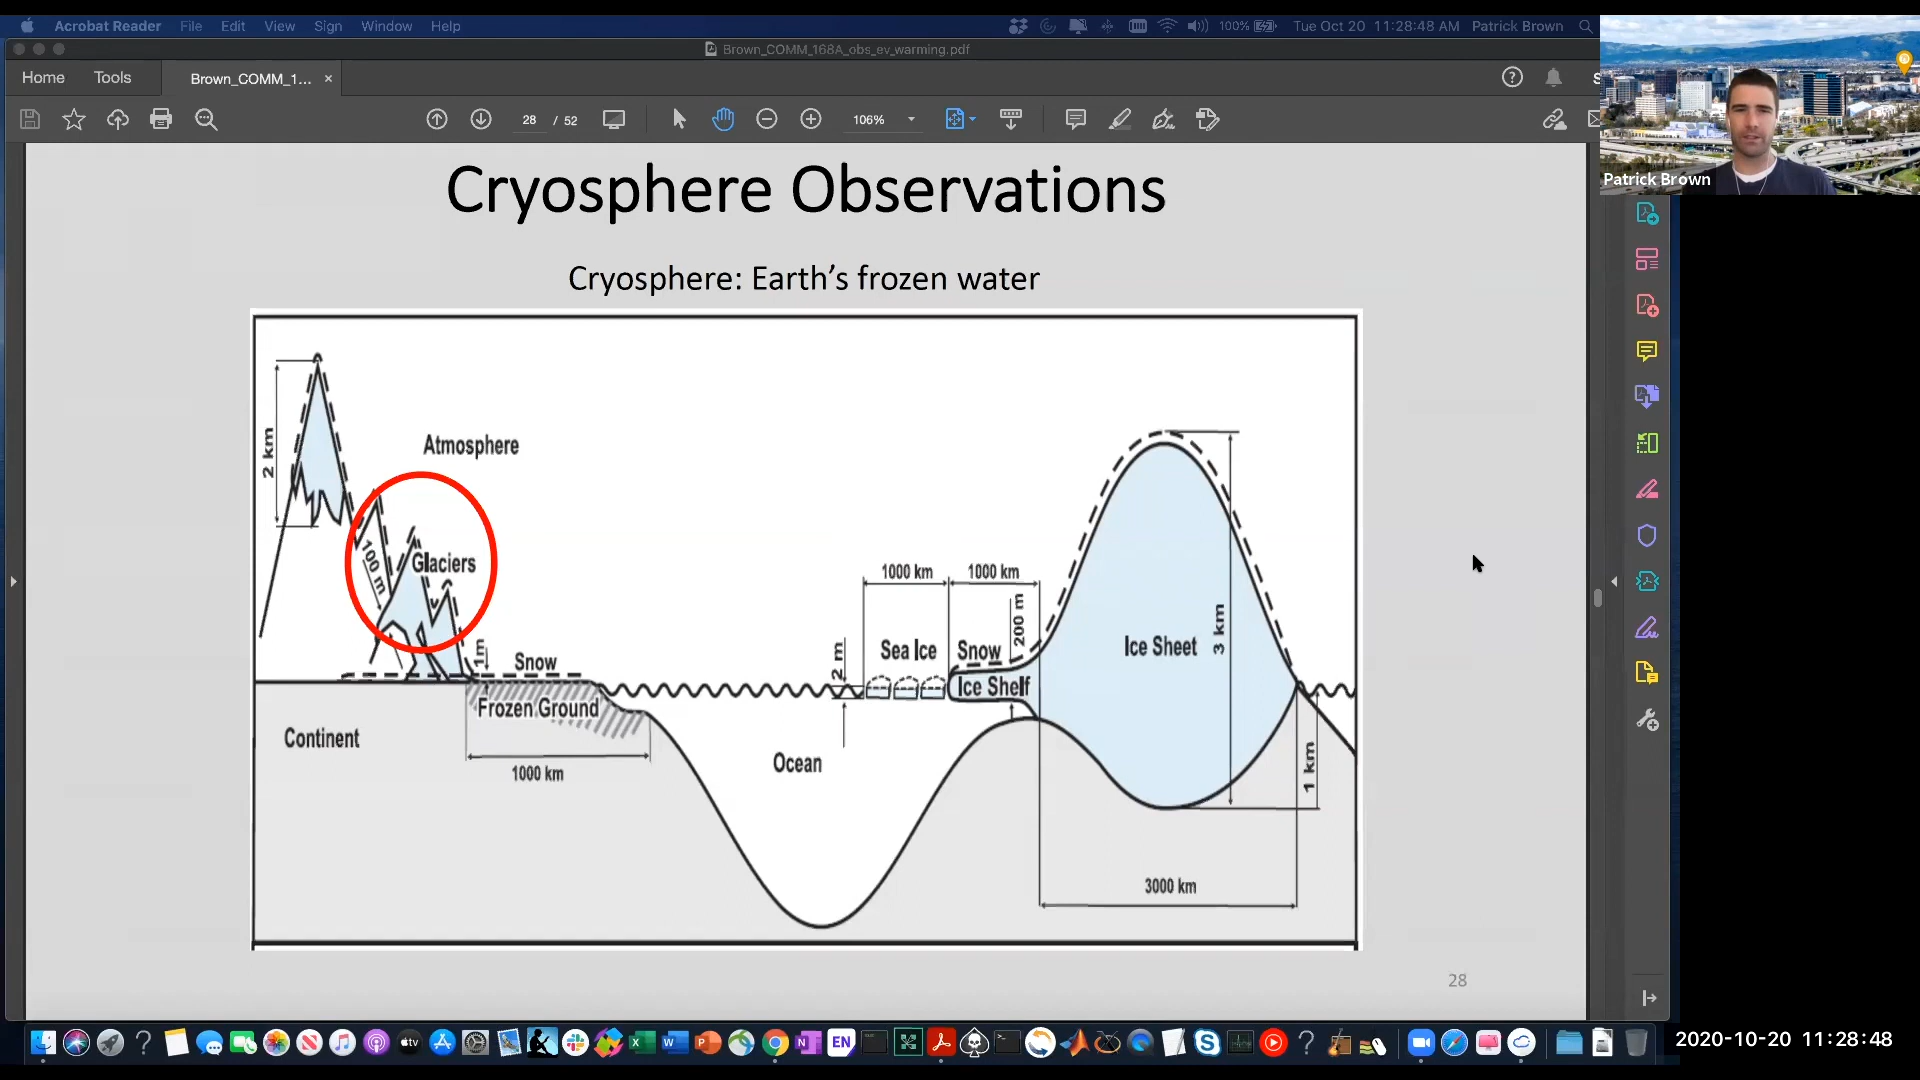 Acrobat Reader File Edit View Sign Window Help 100% Tue Oct 20 11:28:48 AM Patrick Brown
Brown_COMM_168A_obs_ev_warming.pdf
Home Tools Brown_COMM_1... ×
28 / 52 106%
Patrick Brown
Cryosphere Observations
Cryosphere: Earth's frozen water
2 km
Atmosphere
100 m
Glaciers
1m
Snow
Frozen Ground
Continent
1000 km
Ocean
2 m
1000 km
1000 km
Sea Ice
Snow
200 m
Ice Shelf
Ice Sheet
3 km
1 km
3000 km
28
tv
EN
2020-10-20 11:28:48